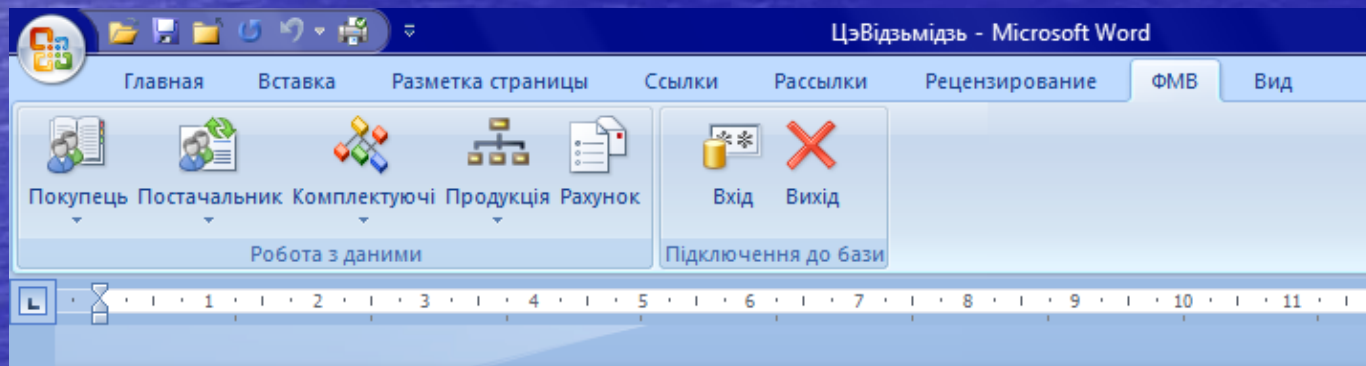 ЦэВідзьмідзь - Microsoft Word
Главная Вставка Разметка страницы Ссылки Рассылки Рецензирование ФМВ Вид
Покупець Постачальник Комплектуючі Продукція Рахунок Вхід Вихід
Робота з даними Підключення до бази
1 2 3 4 5 6 7 8 9 10 11